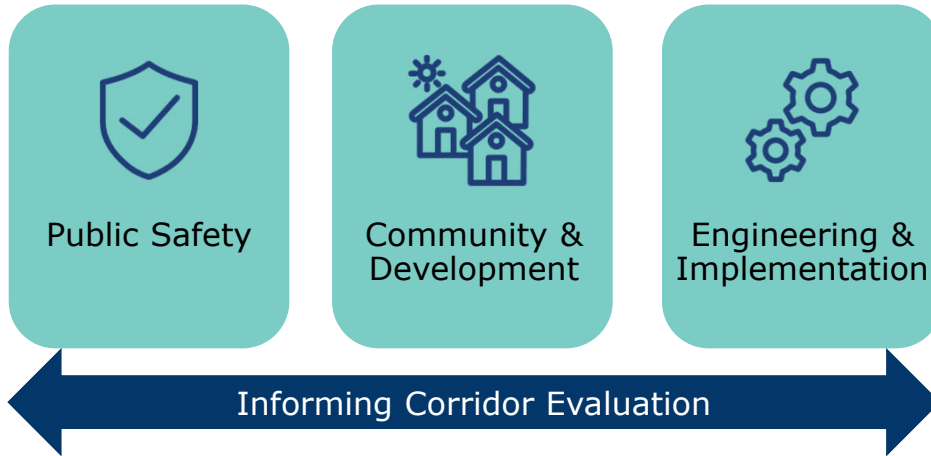 Public Safety
Community &
Development
Engineering &
Implementation
Informing Corridor Evaluation